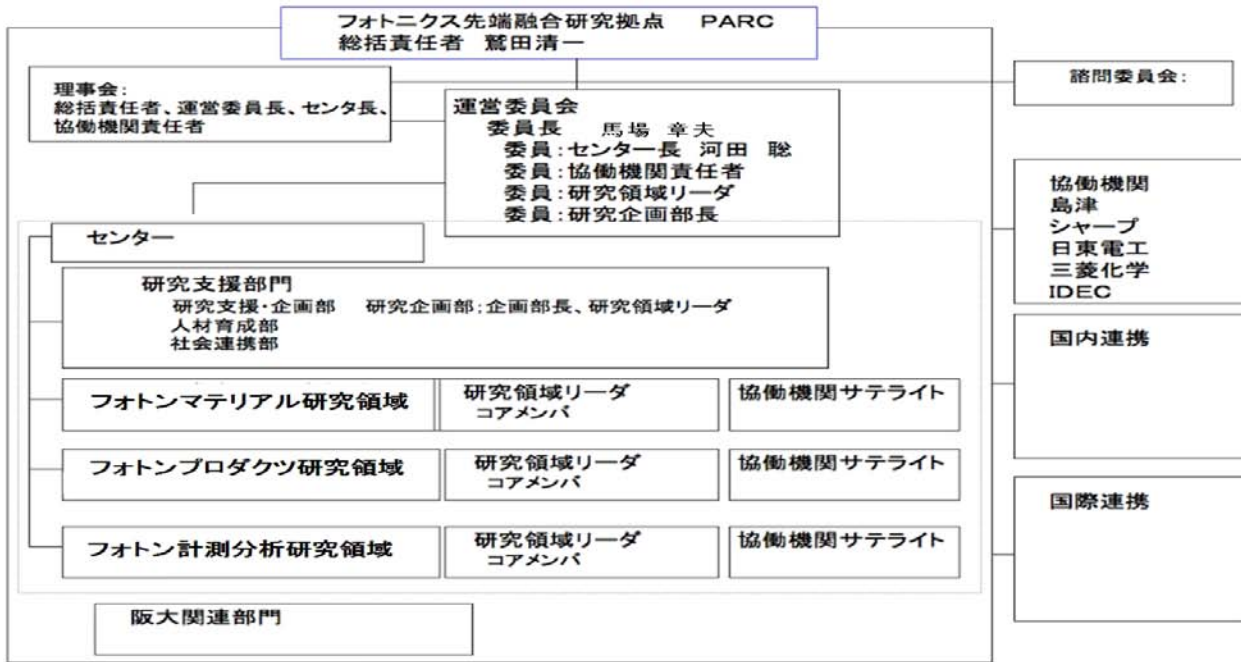 フォトニクス先端融合研究拠点　PARC
総括責任者　鷲田清一
理事会：
総括責任者、運営委員長、センタ長、
協働機関責任者
諮問委員会：
運営委員会
委員長　馬場 章夫
委員：センター長　河田　聡
委員：協働機関責任者
委員：研究領域リーダ
委員：研究企画部長
協働機関
島津
シャープ
日東電工
三菱化学
IDEC
センター
研究支援部門
研究支援・企画部　研究企画部；企画部長、研究領域リーダ
人材育成部
社会連携部
国内連携
フォトンマテリアル研究領域
研究領域リーダ
コアメンバ
協働機関サテライト
フォトンプロダクツ研究領域
研究領域リーダ
コアメンバ
協働機関サテライト
国際連携
フォトン計測分析研究領域
研究領域リーダ
コアメンバ
協働機関サテライト
阪大関連部門